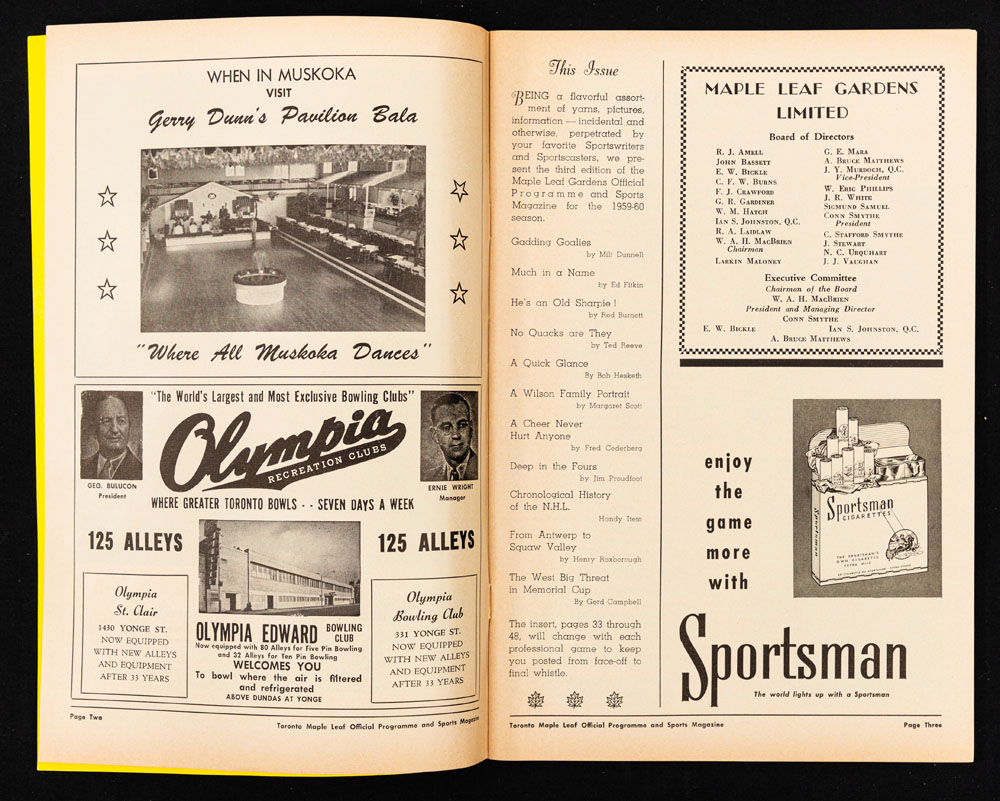 WHEN IN MUSKOKA
VISIT
Gerry Dunn's Pavilion Bala
"Where All Muskoka Dances"
"The World's Largest and Most Exclusive Bowling Clubs"
Olympia
RECREATION CLUBS
GEO. BULUCON
President
ERNIE WRIGHT
Manager
WHERE GREATER TORONTO BOWLS - - SEVEN DAYS A WEEK
125 ALLEYS
125 ALLEYS
Olympia
St. Clair
1430 YONGE ST.
NOW EQUIPPED
WITH NEW ALLEYS
AND EQUIPMENT
AFTER 33 YEARS
OLYMPIA EDWARD BOWLING CLUB
Now equipped with 80 Alleys for Five Pin Bowling
and 32 Alleys for Ten Pin Bowling
WELCOMES YOU
To bowl where the air is filtered
and refrigerated
ABOVE DUNDAS AT YONGE
Olympia
Bowling Club
331 YONGE ST.
NOW EQUIPPED
WITH NEW ALLEYS
AND EQUIPMENT
AFTER 33 YEARS
Page Two
Toronto Maple Leaf Official Programme and Sports Magazine
This Issue
BEING a flavorful assort-
ment of yarns, pictures,
information — incidental and
otherwise, perpetrated by
your favorite Sportswriters
and Sportscasters, we pre-
sent the third edition of the
Maple Leaf Gardens Official
Programme and Sports
Magazine for the 1959-60
season.
Gadding Goalies
by Milt Dunnell
Much in a Name
by Ed Fitkin
He's an Old Sharpie!
by Red Burnett
No Quacks are They
by Ted Reeve
A Quick Glance
By Bob Hesketh
A Wilson Family Portrait
by Margaret Scott
A Cheer Never
Hurt Anyone
by Fred Cederberg
Deep in the Fours
by Jim Proudfoot
Chronological History
of the N.H.L.
Handy Item
From Antwerp to
Squaw Valley
by Henry Roxborough
The West Big Threat
in Memorial Cup
By Gord Campbell
The insert, pages 33 through
48, will change with each
professional game to keep
you posted from face-off to
final whistle.
MAPLE LEAF GARDENS
LIMITED
Board of Directors
R. J. AMELL
JOHN BASSETT
E. W. BICKLE
C. F. W. BURNS
F. J. CRAWFORD
G. R. GARDINER
W. M. HATCH
IAN S. JOHNSTON, Q.C.
R. A. LAIDLAW
W. A. H. MACBRIEN
Chairman
LARKIN MALONEY
G. E. MARA
A. BRUCE MATTHEWS
J. Y. MURDOCH, Q.C.
Vice-President
W. ERIC PHILLIPS
J. R. WHITE
SIGMUND SAMUEL
CONN SMYTHE
President
C. STAFFORD SMYTHE
J. STEWART
N. C. URQUHART
J. J. VAUGHAN
Executive Committee
Chairman of the Board
W. A. H. MACBRIEN
President and Managing Director
CONN SMYTHE
E. W. BICKLE IAN S. JOHNSTON, Q.C.
A. BRUCE MATTHEWS
enjoy
the
game
more
with
Sportsman
CIGARETTES
Sportsman
THE SPORTSMAN'S
OWN CIGARETTE
EXTRA MILD
Sportsman
The world lights up with a Sportsman
Toronto Maple Leaf Official Programme and Sports Magazine
Page Three